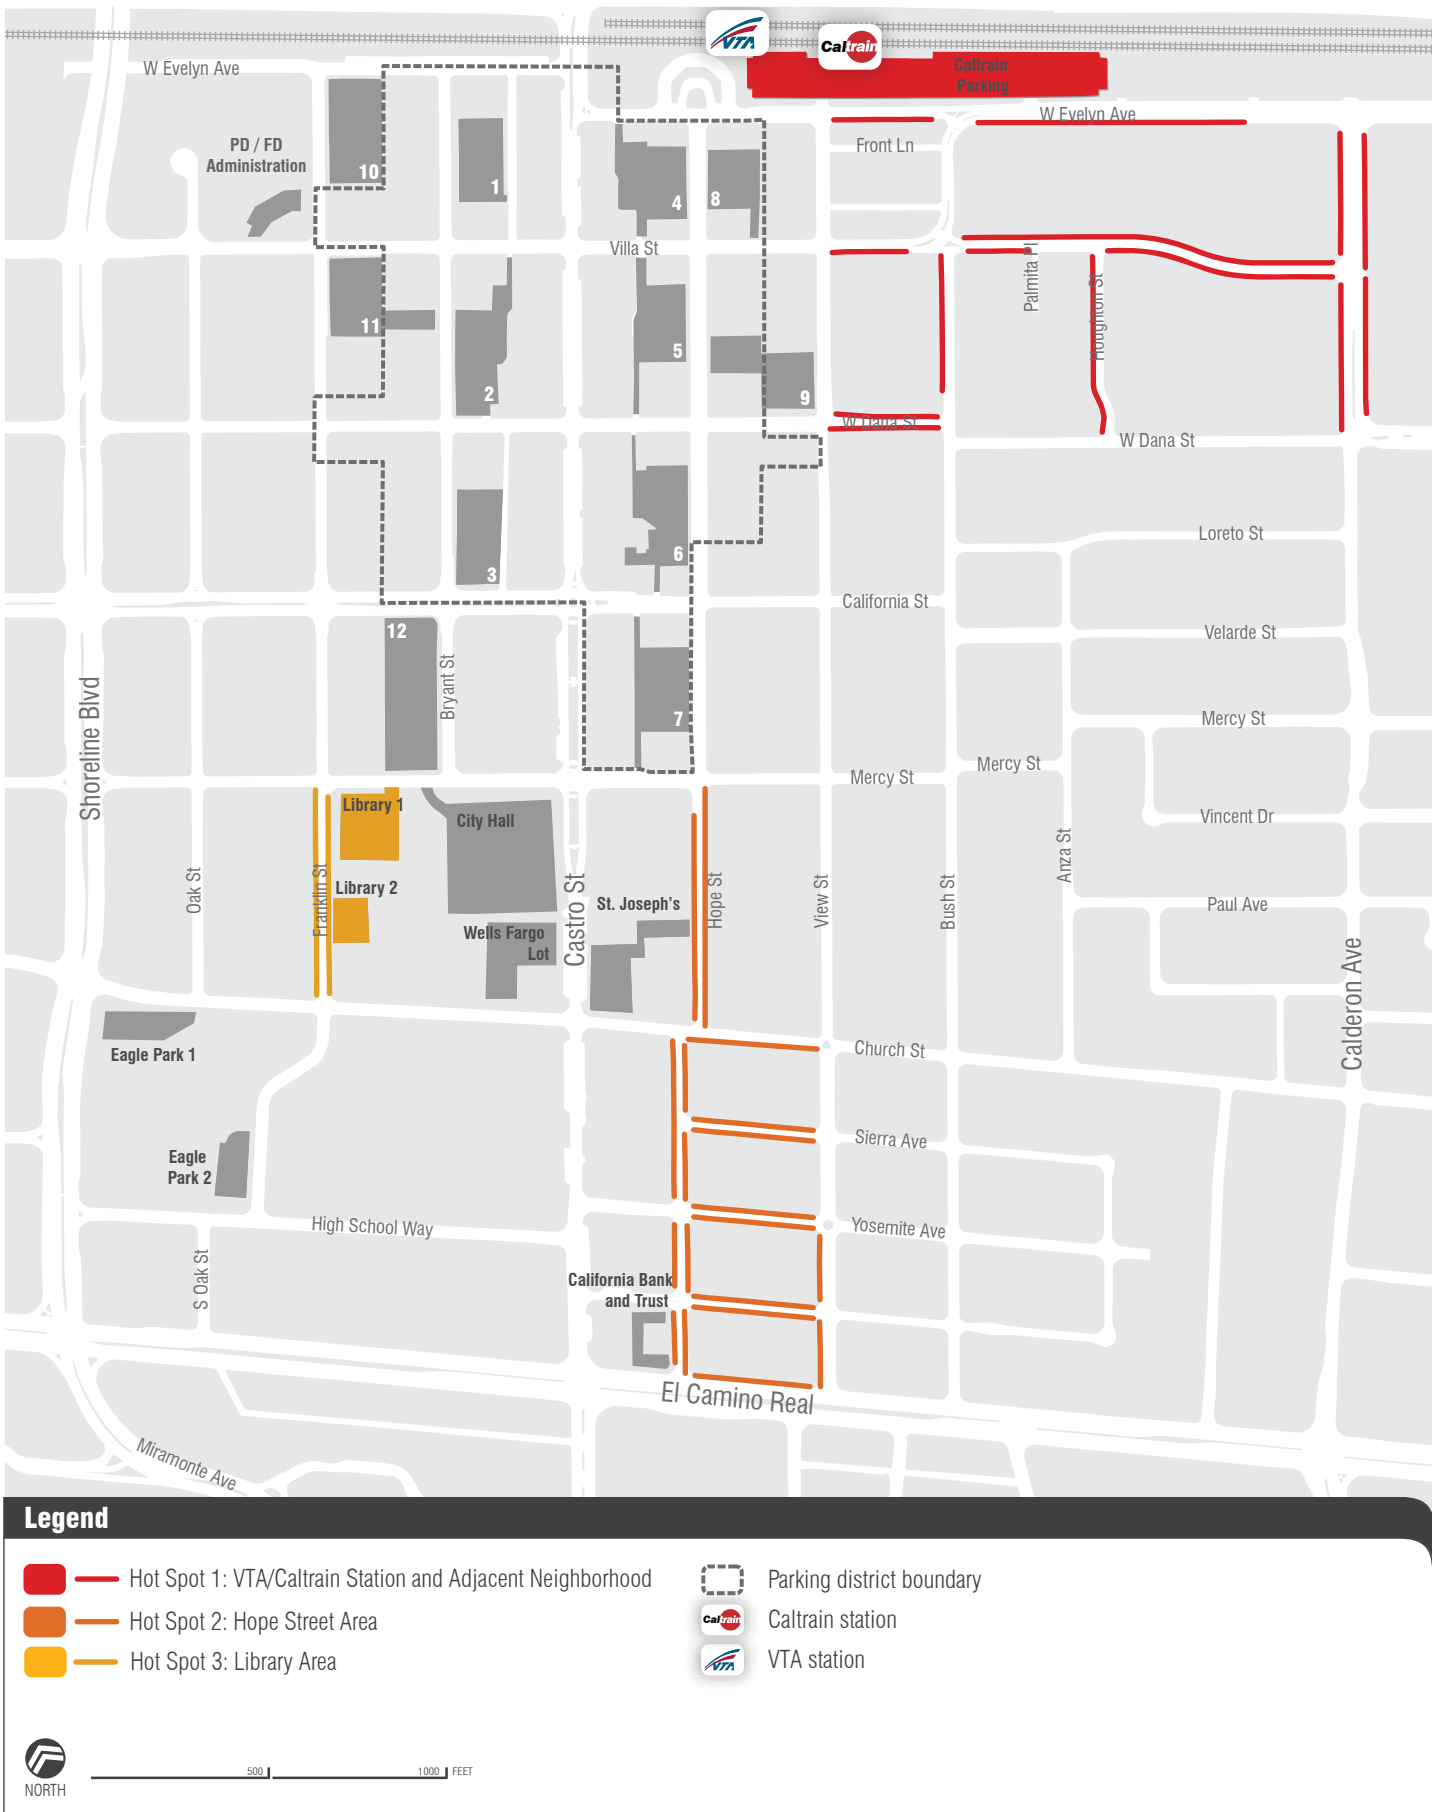 VTA
Caltrain
Caltrain
Parking
W Evelyn Ave
W Evelyn Ave
PD / FD
Administration
Front Ln
10
1
4
8
Villa St
Palmita Pl
Houghton St
11
5
2
9
W Dana St
W Dana St
Loreto St
6
3
California St
12
Velarde St
Bryant St
Shoreline Blvd
7
Mercy St
Mercy St
Mercy St
Library 1
City Hall
Vincent Dr
Anza St
Oak St
Franklin St
Library 2
Castro St
St. Joseph's
Hope St
View St
Bush St
Paul Ave
Wells Fargo
Lot
Calderon Ave
Eagle Park 1
Church St
Sierra Ave
Eagle
Park 2
High School Way
Yosemite Ave
S Oak St
California Bank
and Trust
El Camino Real
Miramonte Ave
Legend
Hot Spot 1: VTA/Caltrain Station and Adjacent Neighborhood
Hot Spot 2: Hope Street Area
Hot Spot 3: Library Area
Parking district boundary
Caltrain
Caltrain station
VTA
VTA station
NORTH
500
1000 FEET